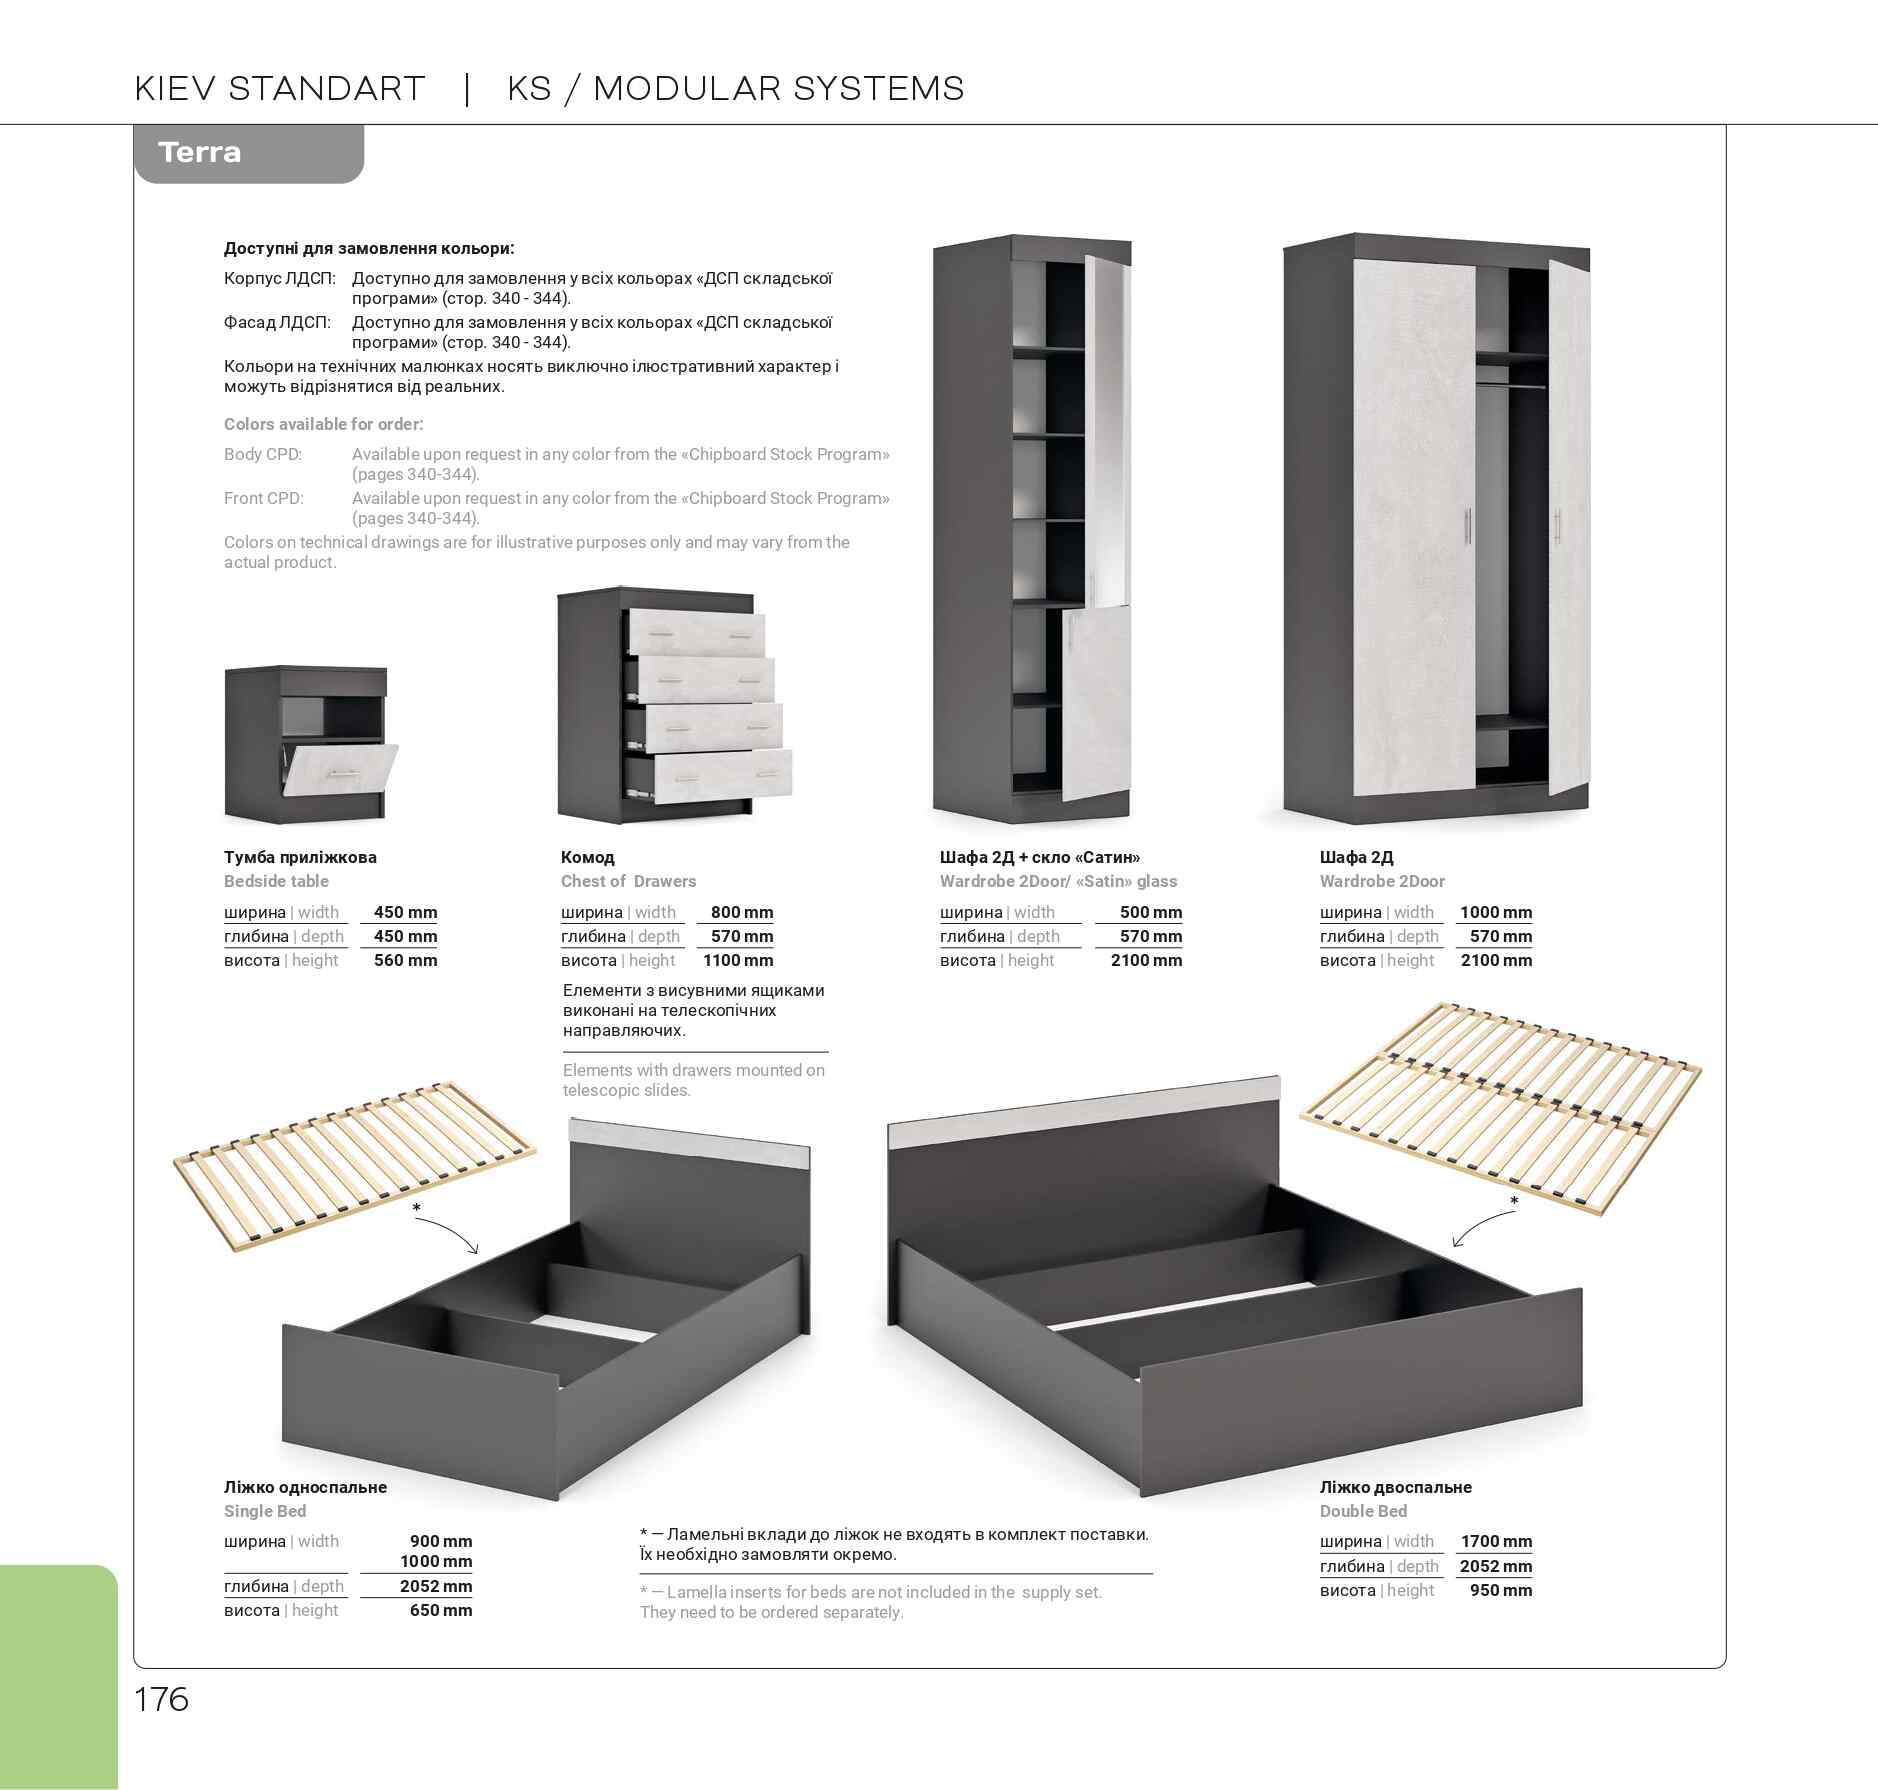 KIEV STANDART | KS / MODULAR SYSTEMS
Terra
Доступні для замовлення кольори:
Корпус ЛДСП: Доступно для замовлення у всіх кольорах «ДСП складської
програми» (стор. 340 - 344).
Фасад ЛДСП: Доступно для замовлення у всіх кольорах «ДСП складської
програми» (стор. 340 - 344).
Кольори на технічних малюнках носять виключно ілюстративний характер і
можуть відрізнятися від реальних.
Colors available for order:
Body CPD: Available upon request in any color from the «Chipboard Stock Program»
(pages 340-344).
Front CPD: Available upon request in any color from the «Chipboard Stock Program»
(pages 340-344).
Colors on technical drawings are for illustrative purposes only and may vary from the
actual product.
Тумба приліжкова
Bedside table
ширина | width 450 mm
глибина | depth 450 mm
висота | height 560 mm
Комод
Chest of Drawers
ширина | width 800 mm
глибина | depth 570 mm
висота | height 1100 mm
Елементи з висувними ящиками
виконані на телескопічних
направляючих.
Elements with drawers mounted on
telescopic slides.
Шафа 2Д + скло «Сатин»
Wardrobe 2Door/ «Satin» glass
ширина | width 500 mm
глибина | depth 570 mm
висота | height 2100 mm
Шафа 2Д
Wardrobe 2Door
ширина | width 1000 mm
глибина | depth 570 mm
висота | height 2100 mm
*
*
Ліжко односпальне
Single Bed
ширина | width 900 mm
1000 mm
глибина | depth 2052 mm
висота | height 650 mm
* — Ламельні вклади до ліжок не входять в комплект поставки.
Їх необхідно замовляти окремо.
* — Lamella inserts for beds are not included in the supply set.
They need to be ordered separately.
Ліжко двоспальне
Double Bed
ширина | width 1700 mm
глибина | depth 2052 mm
висота | height 950 mm
176